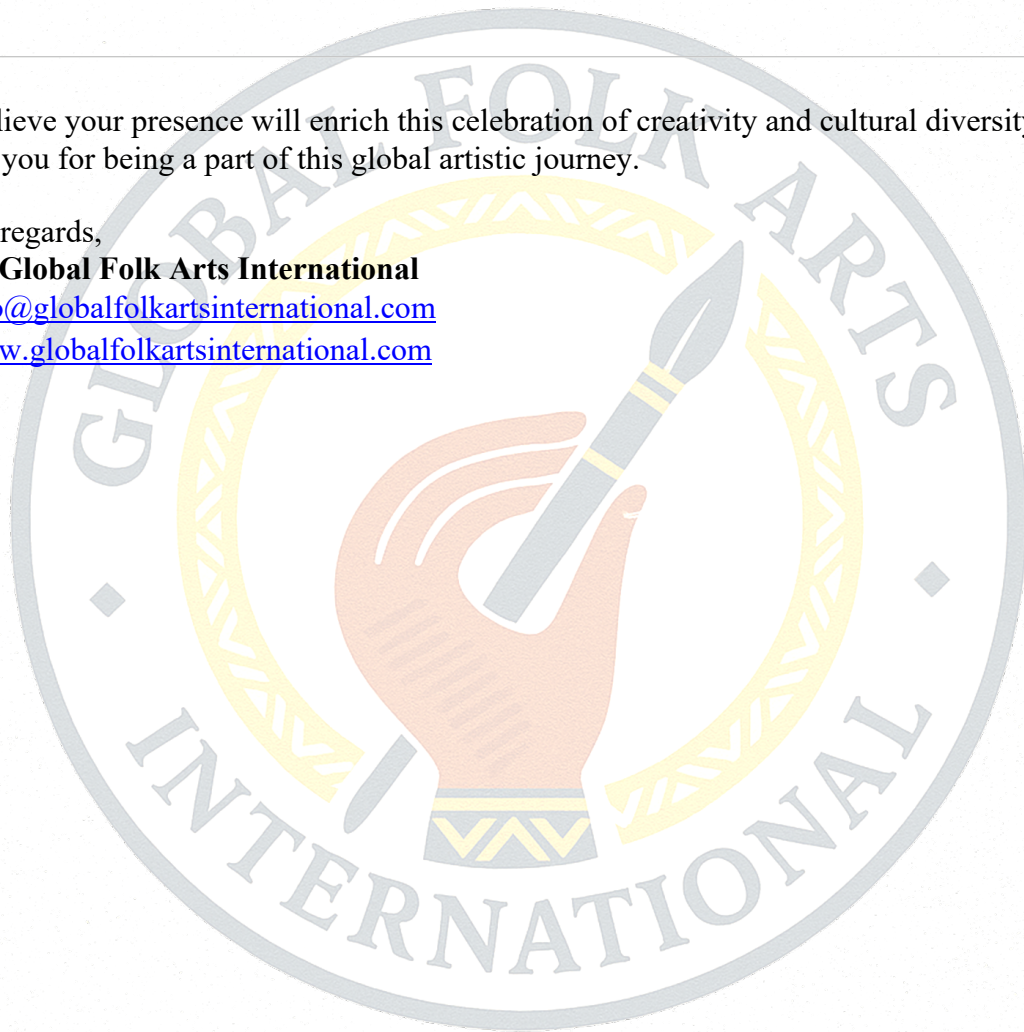 lieve your presence will enrich this celebration of creativity and cultural diversity
you for being a part of this global artistic journey.
regards,
Global Folk Arts International
@globalfolkartsinternational.com
w.globalfolkartsinternational.com
GLOBAL FOLK ARTS
INTERNATIONAL